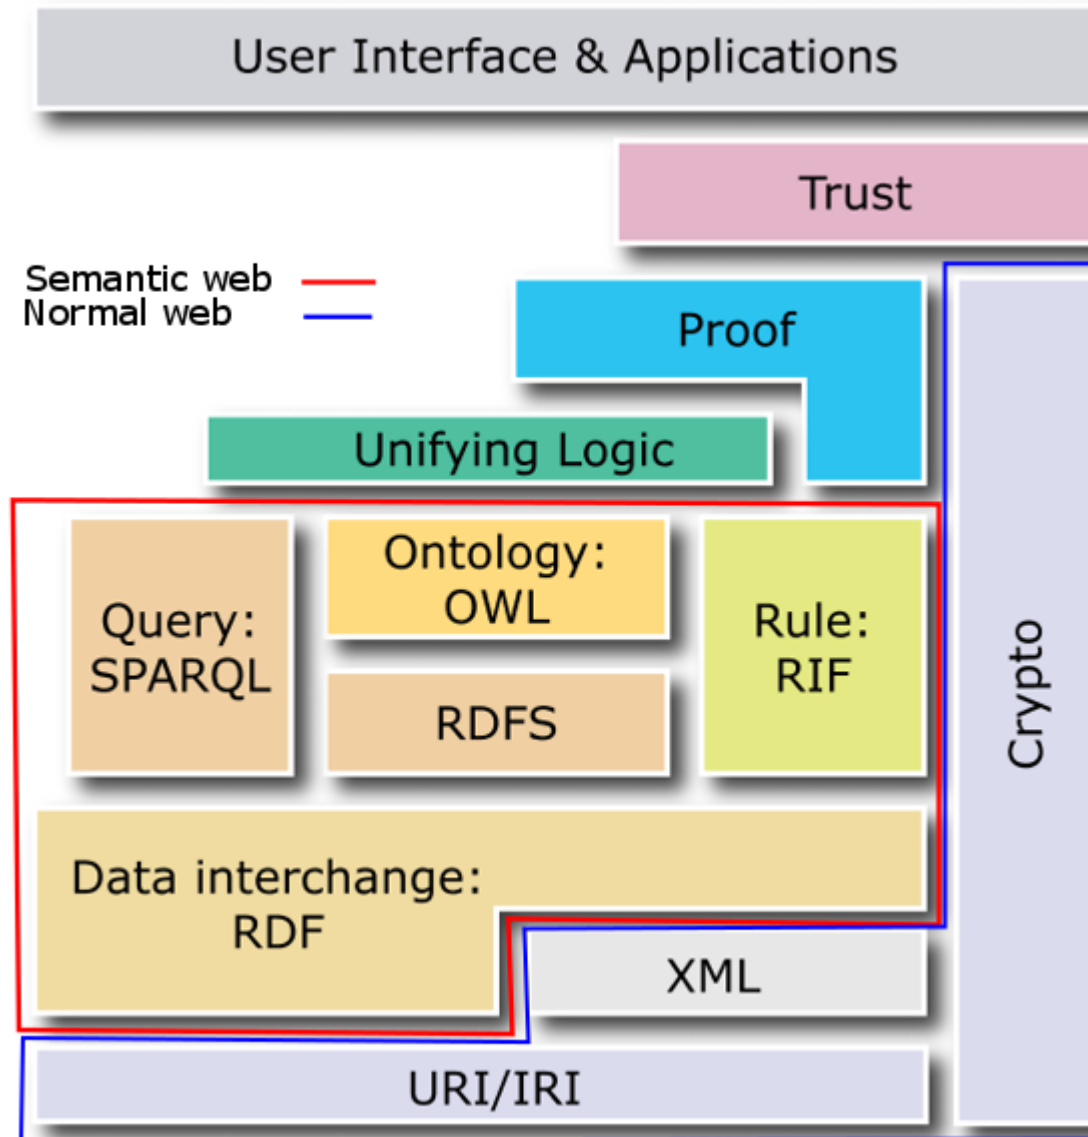 User Interface & Applications
Trust
Semantic web
Normal web
Proof
Unifying Logic
Query:
SPARQL
Ontology:
OWL
RDFS
Rule:
RIF
Crypto
Data interchange:
RDF
XML
URI/IRI